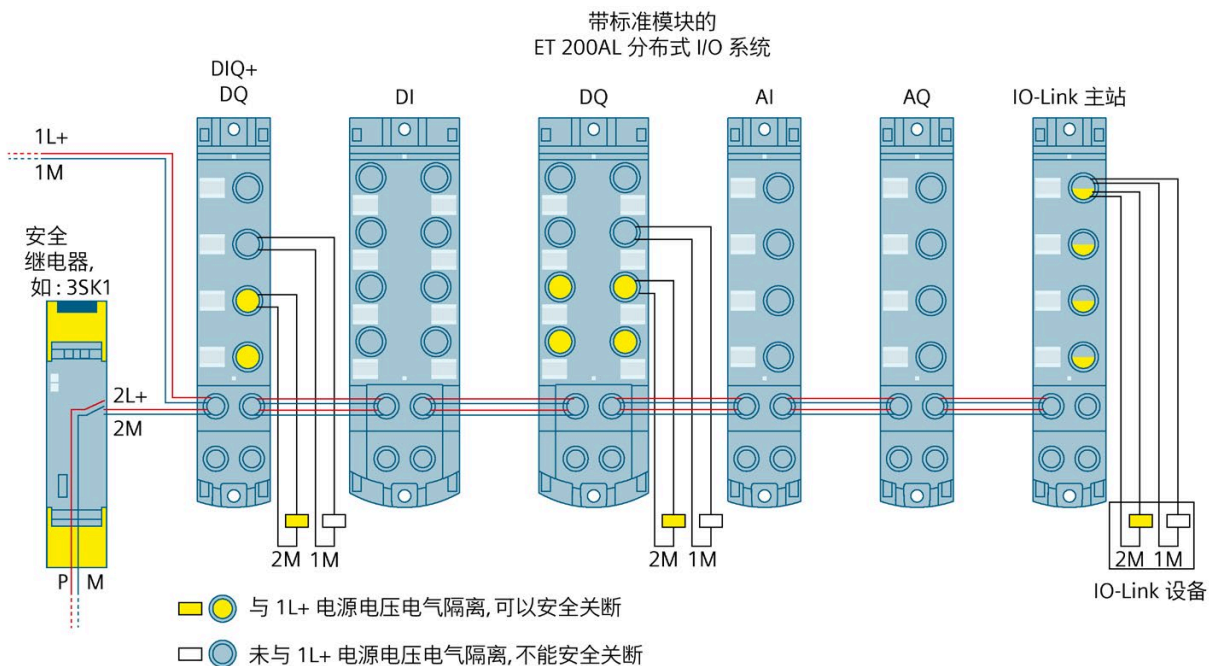 带标准模块的
ET 200AL 分布式 I/O 系统
DIQ+
DQ
DI
DQ
AI
AQ
IO-Link 主站
1L+
1M
安全
继电器,
如：3SK1
2L+
2M
2M 1M
2M 1M
2M 1M
P M
IO-Link 设备
与 1L+ 电源电压电气隔离,可以安全关断
未与 1L+ 电源电压电气隔离,不能安全关断